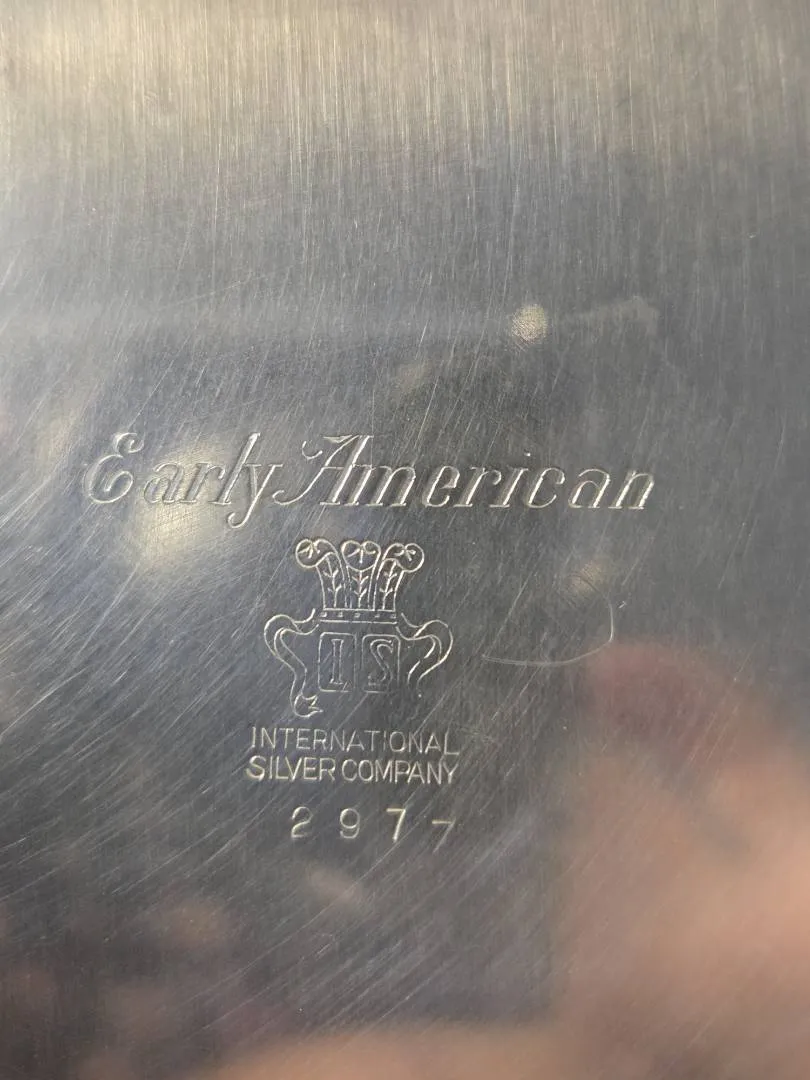 Early American
IS
INTERNATIONAL
SILVER COMPANY
2977